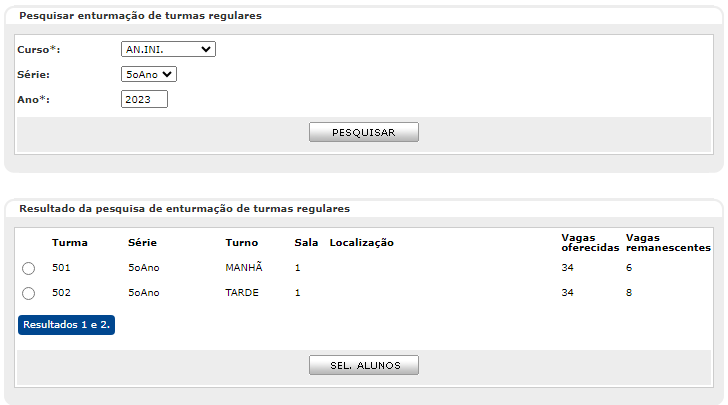 Pesquisar enturmação de turmas regulares
Curso*: AN.INI.
Série: 5oAno
Ano*: 2023
PESQUISAR
Resultado da pesquisa de enturmação de turmas regulares
Turma Série Turno Sala Localização Vagas oferecidas Vagas remanescentes
501 5oAno MANHÃ 1 34 6
502 5oAno TARDE 1 34 8
Resultados 1 e 2.
SEL. ALUNOS